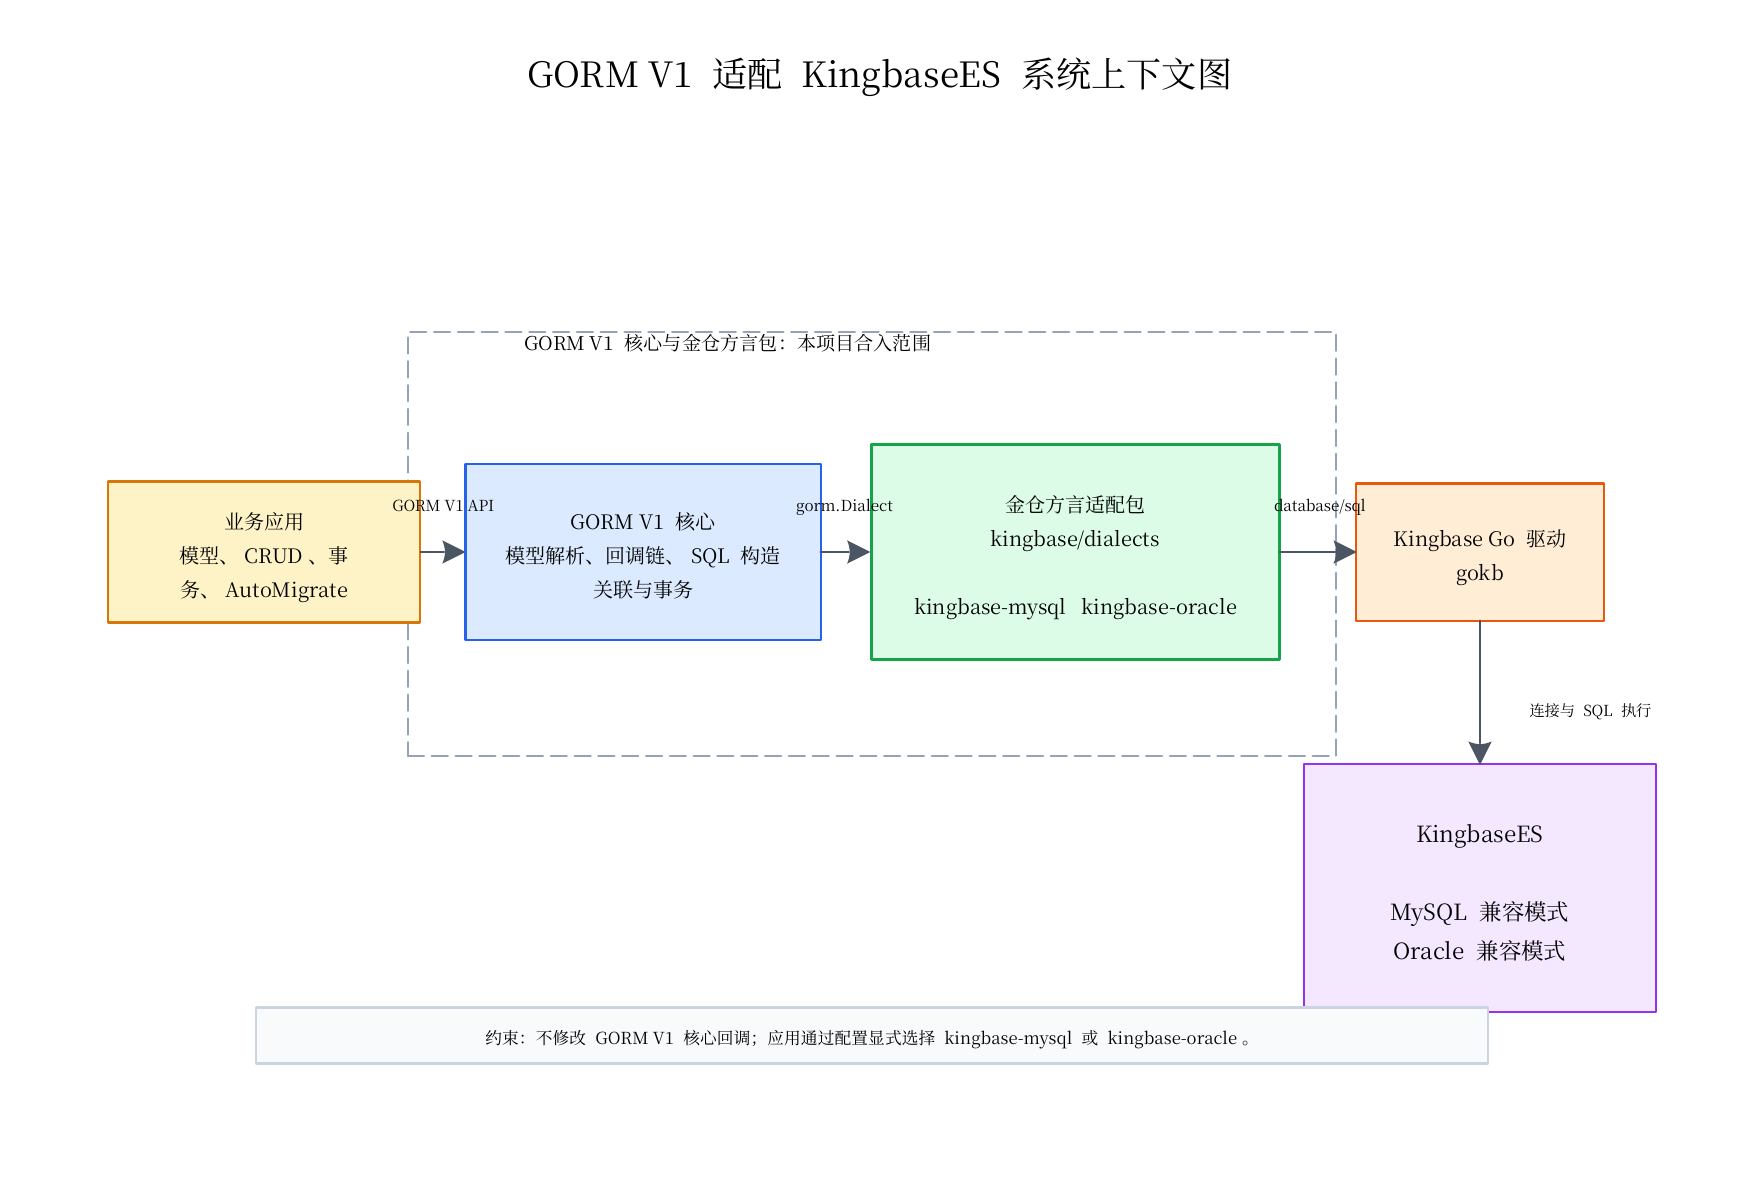 GORM V1 适配 KingbaseES 系统上下文图
GORM V1 核心与金仓方言包：本项目合入范围
业务应用
模型、 CRUD 、事
务、 AutoMigrate
GORM V1 API
GORM V1 核心
模型解析、回调链、 SQL 构造
关联与事务
gorm.Dialect
金仓方言适配包
kingbase/dialects
kingbase-mysql kingbase-oracle
database/sql
Kingbase Go 驱动
gokb
连接与 SQL 执行
KingbaseES
MySQL 兼容模式
Oracle 兼容模式
约束：不修改 GORM V1 核心回调；应用通过配置显式选择 kingbase-mysql 或 kingbase-oracle 。